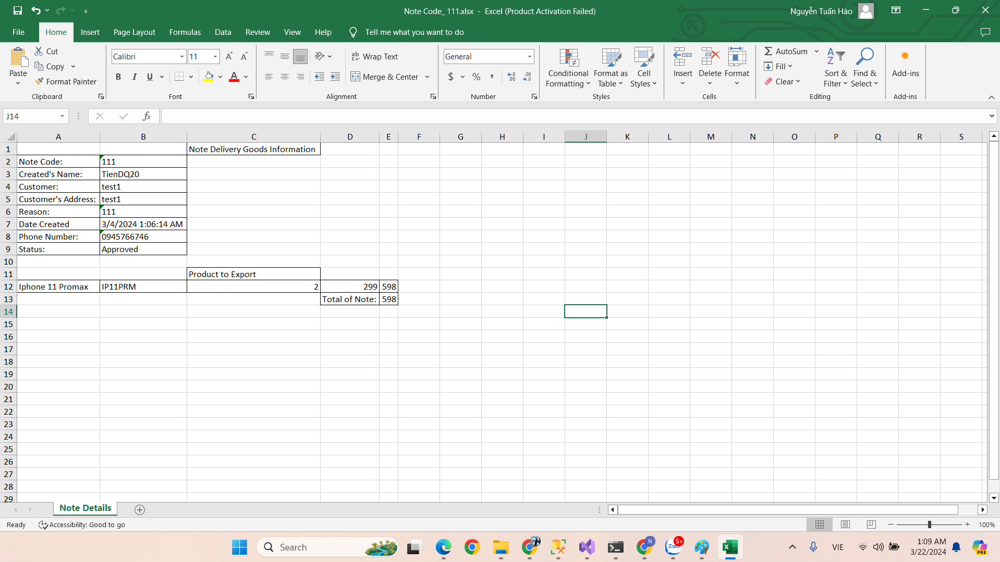 Note Code_ 111.xlsx - Excel (Product Activation Failed)
Nguyễn Tuấn Hào
File Home Insert Page Layout Formulas Data Review View Help Tell me what you want to do
Paste
Cut
Copy
Format Painter
Clipboard
Calibri 11
B I U
Font
Wrap Text
Merge & Center
Alignment
General
$ % ,
Number
Conditional Formatting
Format as Table
Cell Styles
Styles
Insert
Delete
Format
Cells
AutoSum
Fill
Clear
Sort & Filter
Find & Select
Editing
Add-ins
Add-ins
J14
fx
A B C D E F G H I J K L M N O P Q R S
1 Note Delivery Goods Information
2 Note Code: 111
3 Created's Name: TienDQ20
4 Customer: test1
5 Customer's Address: test1
6 Reason: 111
7 Date Created 3/4/2024 1:06:14 AM
8 Phone Number: 0945766746
9 Status: Approved
10
11 Product to Export
12 Iphone 11 Promax IP11PRM 2 299 598
13 Total of Note: 598
14
15
16
17
18
19
20
21
22
23
24
25
26
27
28
29
Note Details
Ready Accessibility: Good to go
100%
Search
N
Zalo
5+
VIE
1:09 AM
3/22/2024
PRE